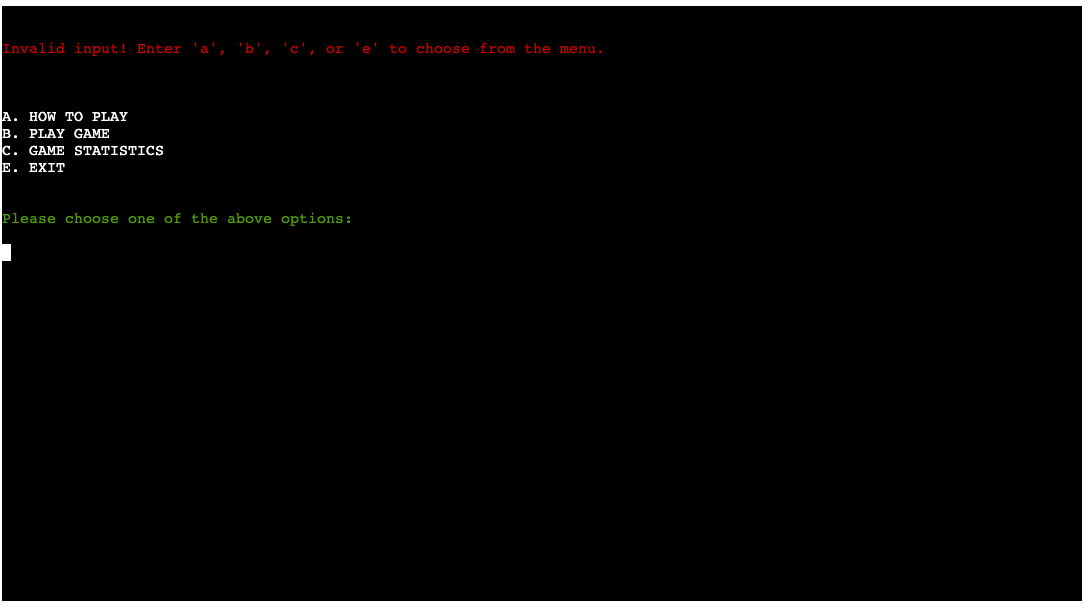 Invalid input! Enter 'a', 'b', 'c', or 'e' to choose from the menu.
A. HOW TO PLAY
B. PLAY GAME
C. GAME STATISTICS
E. EXIT
Please choose one of the above options: